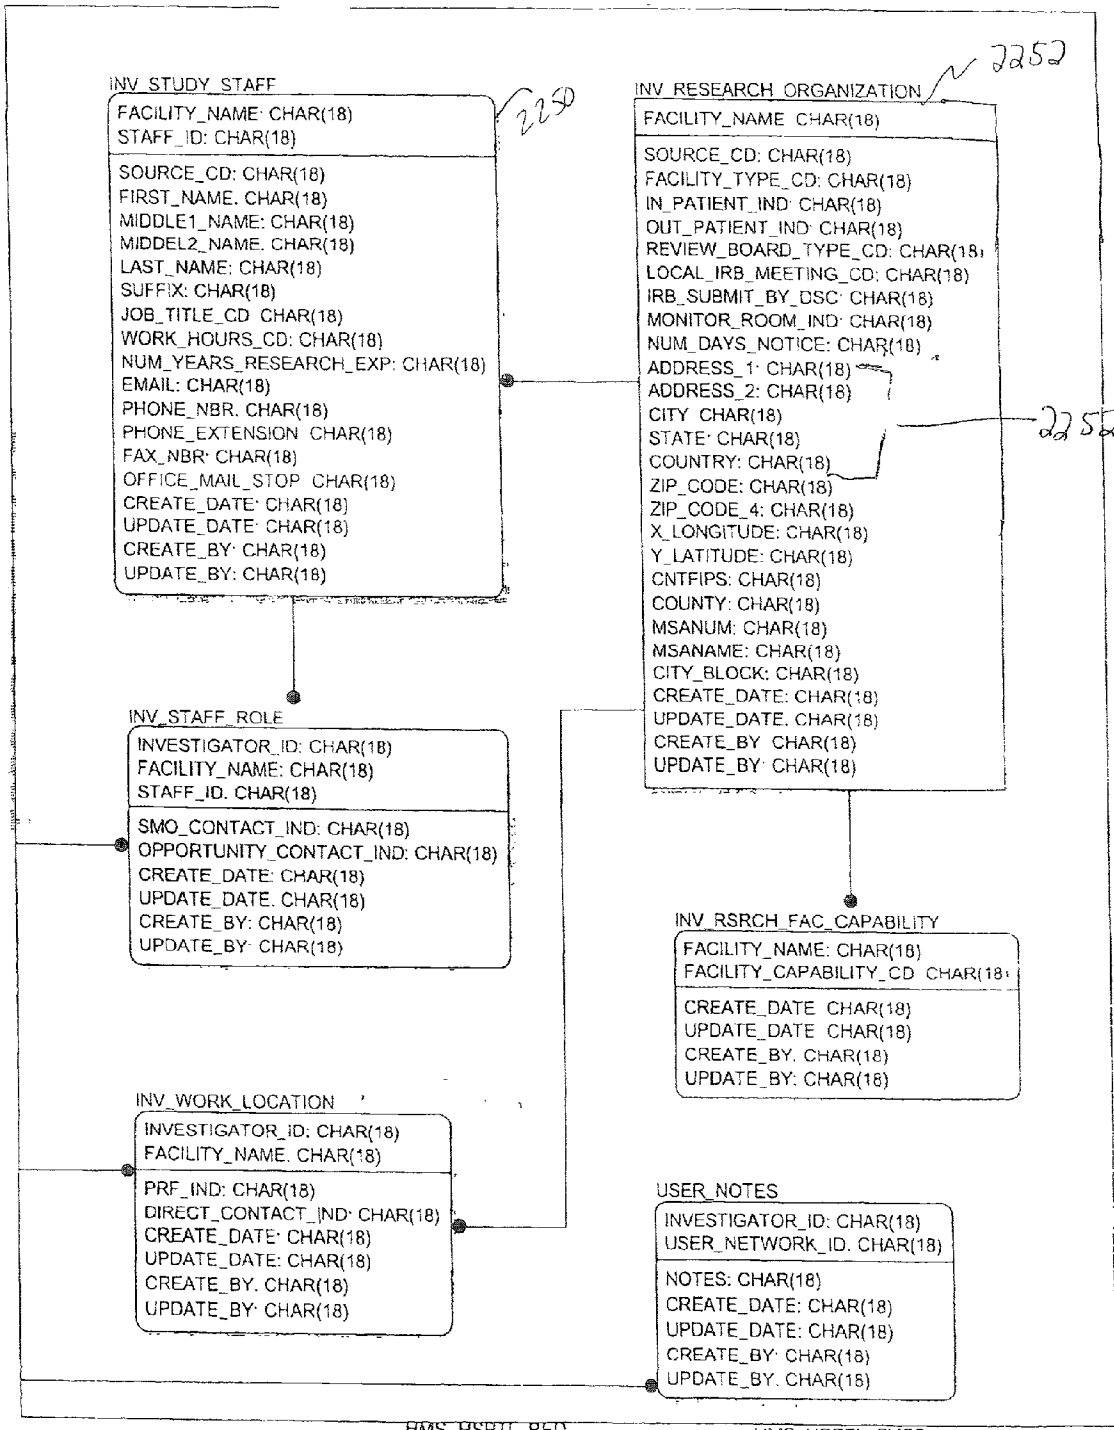 INV_STUDY_STAFF
FACILITY_NAME: CHAR(18)
STAFF_ID: CHAR(18)
SOURCE_CD: CHAR(18)
FIRST_NAME. CHAR(18)
MIDDLE1_NAME: CHAR(18)
MIDDEL2_NAME. CHAR(18)
LAST_NAME: CHAR(18)
SUFFIX: CHAR(18)
JOB_TITLE_CD CHAR(18)
WORK_HOURS_CD: CHAR(18)
NUM_YEARS_RESEARCH_EXP: CHAR(18)
EMAIL: CHAR(18)
PHONE_NBR. CHAR(18)
PHONE_EXTENSION CHAR(18)
FAX_NBR: CHAR(18)
OFFICE_MAIL_STOP CHAR(18)
CREATE_DATE: CHAR(18)
UPDATE_DATE: CHAR(18)
CREATE_BY: CHAR(18)
UPDATE_BY: CHAR(18)
2250
INV_RESEARCH_ORGANIZATION
2252
FACILITY_NAME CHAR(18)
SOURCE_CD: CHAR(18)
FACILITY_TYPE_CD: CHAR(18)
IN_PATIENT_IND: CHAR(18)
OUT_PATIENT_IND: CHAR(18)
REVIEW_BOARD_TYPE_CD: CHAR(18)
LOCAL_IRB_MEETING_CD: CHAR(18)
IRB_SUBMIT_BY_DSC: CHAR(18)
MONITOR_ROOM_IND: CHAR(18)
NUM_DAYS_NOTICE: CHAR(18)
ADDRESS_1: CHAR(18)
ADDRESS_2: CHAR(18)
CITY CHAR(18)
STATE: CHAR(18)
COUNTRY: CHAR(18)
2252
ZIP_CODE: CHAR(18)
ZIP_CODE_4: CHAR(18)
X_LONGITUDE: CHAR(18)
Y_LATITUDE: CHAR(18)
CNTFIPS: CHAR(18)
COUNTY: CHAR(18)
MSANUM: CHAR(18)
MSANAME: CHAR(18)
CITY_BLOCK: CHAR(18)
CREATE_DATE: CHAR(18)
UPDATE_DATE. CHAR(18)
CREATE_BY CHAR(18)
UPDATE_BY: CHAR(18)
INV_STAFF_ROLE
INVESTIGATOR_ID: CHAR(18)
FACILITY_NAME: CHAR(18)
STAFF_ID. CHAR(18)
SMO_CONTACT_IND: CHAR(18)
OPPORTUNITY_CONTACT_IND: CHAR(18)
CREATE_DATE: CHAR(18)
UPDATE_DATE. CHAR(18)
CREATE_BY: CHAR(18)
UPDATE_BY: CHAR(18)
INV_RSRCH_FAC_CAPABILITY
FACILITY_NAME: CHAR(18)
FACILITY_CAPABILITY_CD CHAR(18)
CREATE_DATE CHAR(18)
UPDATE_DATE CHAR(18)
CREATE_BY. CHAR(18)
UPDATE_BY: CHAR(18)
INV_WORK_LOCATION
INVESTIGATOR_ID: CHAR(18)
FACILITY_NAME. CHAR(18)
PRF_IND: CHAR(18)
DIRECT_CONTACT_IND: CHAR(18)
CREATE_DATE: CHAR(18)
UPDATE_DATE: CHAR(18)
CREATE_BY. CHAR(18)
UPDATE_BY: CHAR(18)
USER_NOTES
INVESTIGATOR_ID: CHAR(18)
USER_NETWORK_ID. CHAR(18)
NOTES: CHAR(18)
CREATE_DATE: CHAR(18)
UPDATE_DATE: CHAR(18)
CREATE_BY: CHAR(18)
UPDATE_BY. CHAR(18)